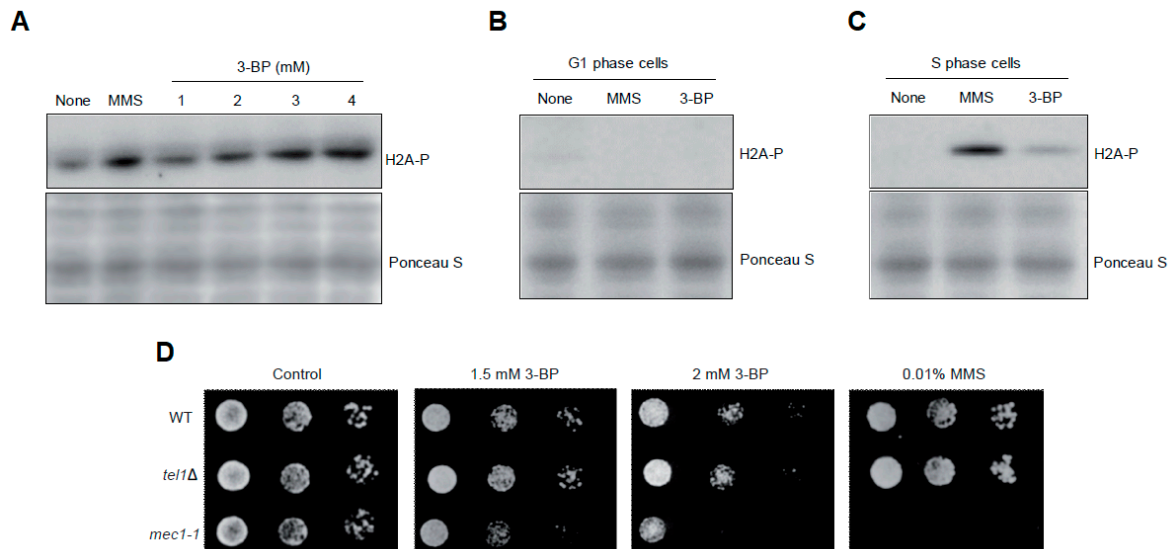 A
3-BP (mM)
None MMS 1 2 3 4
H2A-P
Ponceau S
B
G1 phase cells
None MMS 3-BP
H2A-P
Ponceau S
C
S phase cells
None MMS 3-BP
H2A-P
Ponceau S
D
Control 1.5 mM 3-BP 2 mM 3-BP 0.01% MMS
WT
tel1Δ
mec1-1